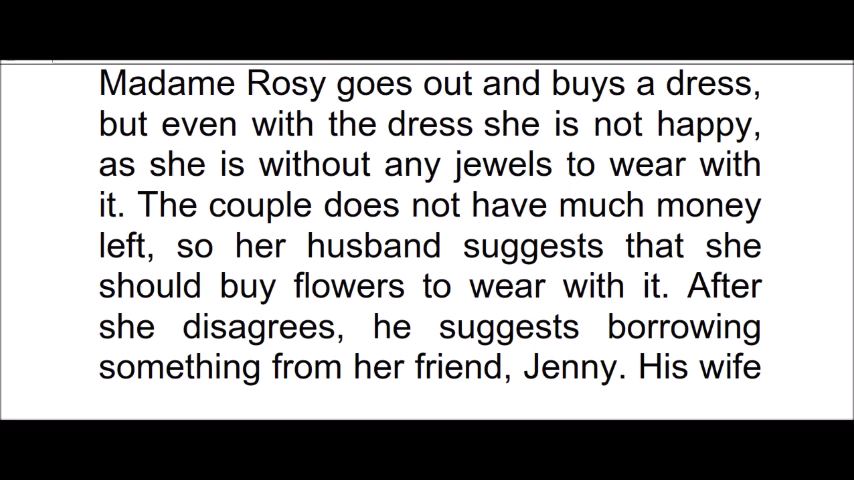 Madame Rosy goes out and buys a dress,
but even with the dress she is not happy,
as she is without any jewels to wear with
it. The couple does not have much money
left, so her husband suggests that she
should buy flowers to wear with it. After
she disagrees, he suggests borrowing
something from her friend, Jenny. His wife